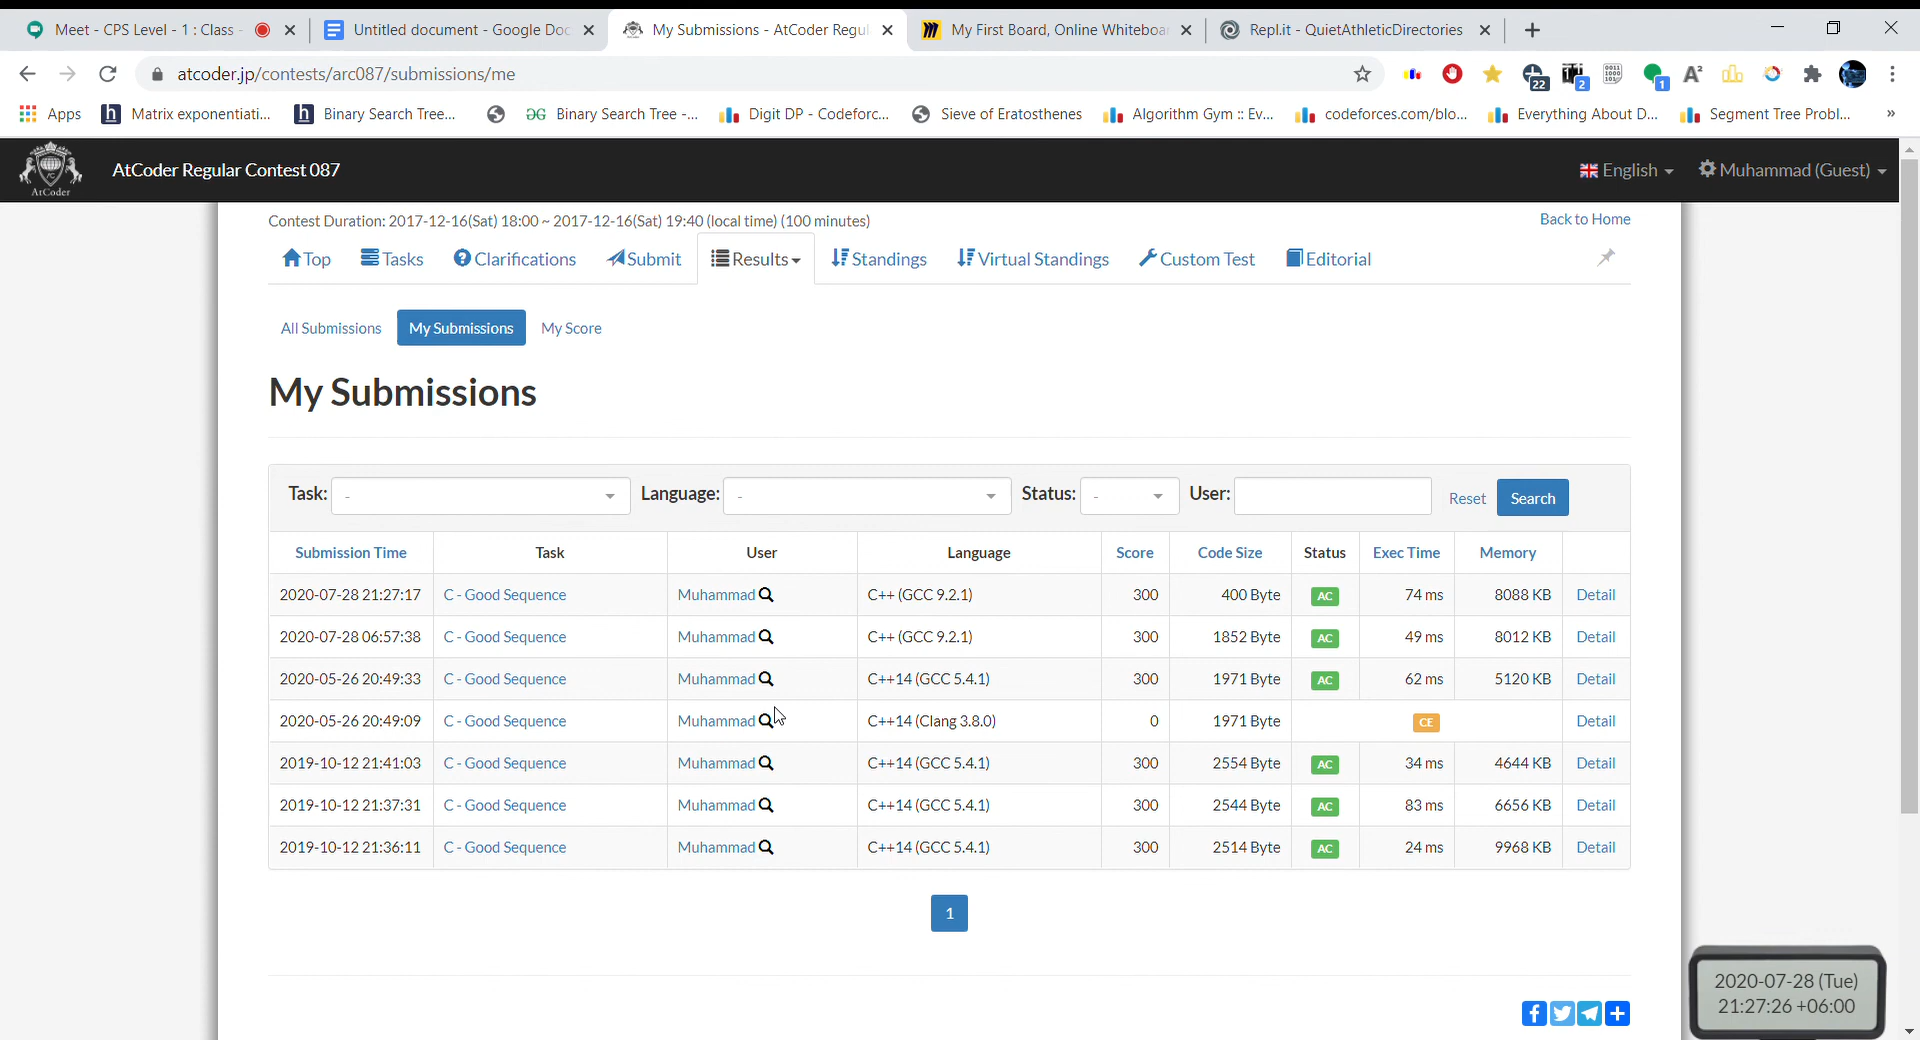 Meet - CPS Level - 1 : Class -
Untitled document - Google Doc
My Submissions - AtCoder Regul
My First Board, Online Whiteboar
Repl.it - QuietAthleticDirectories
atcoder.jp/contests/arc087/submissions/me
22
2
1
Apps
Matrix exponentiati...
Binary Search Tree...
Binary Search Tree -...
Digit DP - Codeforc...
Sieve of Eratosthenes
Algorithm Gym :: Ev...
codeforces.com/blo...
Everything About D...
Segment Tree Probl...
»
AtCoder
AtCoder Regular Contest 087
English
Muhammad (Guest)
Contest Duration: 2017-12-16(Sat) 18:00 ~ 2017-12-16(Sat) 19:40 (local time) (100 minutes)
Back to Home
Top
Tasks
Clarifications
Submit
Results
Standings
Virtual Standings
Custom Test
Editorial
All Submissions
My Submissions
My Score
My Submissions
Task: - Language: - Status: - User: Reset Search
Submission Time Task User Language Score Code Size Status Exec Time Memory
2020-07-28 21:27:17 C - Good Sequence Muhammad C++ (GCC 9.2.1) 300 400 Byte AC 74 ms 8088 KB Detail
2020-07-28 06:57:38 C - Good Sequence Muhammad C++ (GCC 9.2.1) 300 1852 Byte AC 49 ms 8012 KB Detail
2020-05-26 20:49:33 C - Good Sequence Muhammad C++14 (GCC 5.4.1) 300 1971 Byte AC 62 ms 5120 KB Detail
2020-05-26 20:49:09 C - Good Sequence Muhammad C++14 (Clang 3.8.0) 0 1971 Byte CE Detail
2019-10-12 21:41:03 C - Good Sequence Muhammad C++14 (GCC 5.4.1) 300 2554 Byte AC 34 ms 4644 KB Detail
2019-10-12 21:37:31 C - Good Sequence Muhammad C++14 (GCC 5.4.1) 300 2544 Byte AC 83 ms 6656 KB Detail
2019-10-12 21:36:11 C - Good Sequence Muhammad C++14 (GCC 5.4.1) 300 2514 Byte AC 24 ms 9968 KB Detail
1
2020-07-28 (Tue)
21:27:26 +06:00